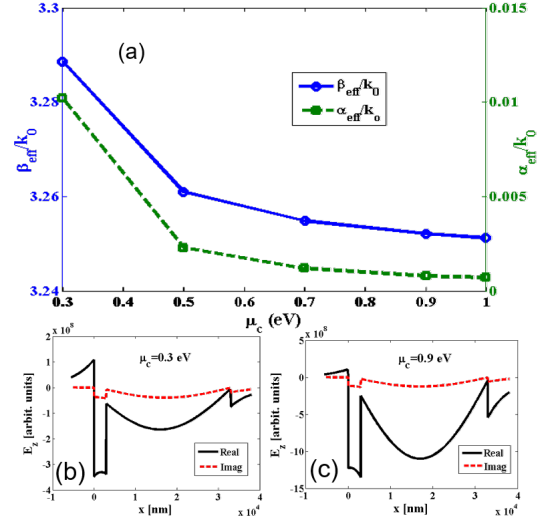 3.3
3.28
3.26
3.24
0.015
0.01
0.005
0
(a)
β_eff/k_0
α_eff/k_o
β_eff/k_0
α_eff/k_0
0.3 0.4 0.5 0.6 0.7 0.8 0.9 1
μ_c (eV)
x 10^8
2
1
0
-1
-2
-3
-4
μ_c=0.3 eV
E_z [arbit. units]
(b)
Real
Imag
-1 0 1 2 3 4
x [nm]
x 10^4
x 10^8
5
0
-5
-10
-15
μ_c=0.9 eV
E_z [arbit. units]
(c)
Real
Imag
-1 0 1 2 3 4
x [nm]
x 10^4